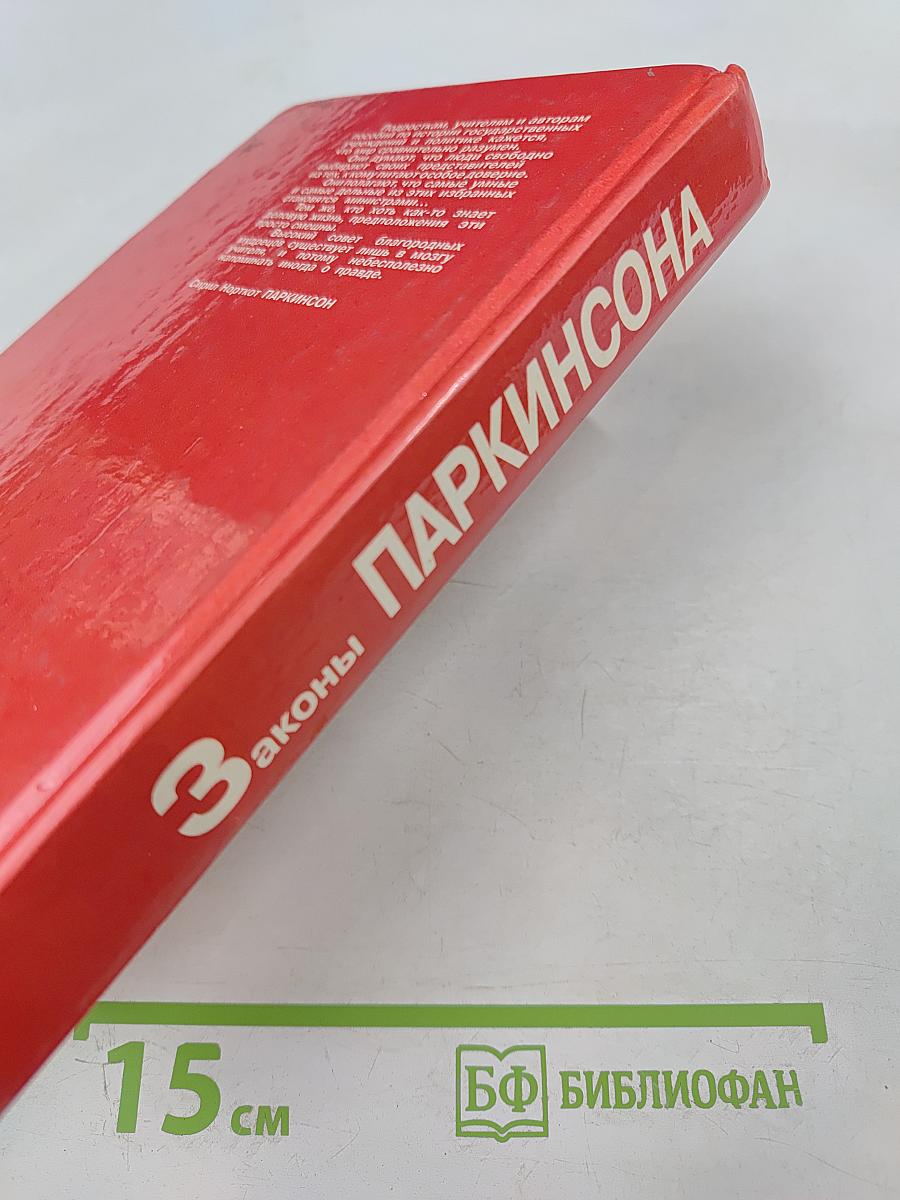 Подросткам, учителям и авторам
пособий по истории государственных
учреждений и политике кажется,
что мир сравнительно разумен.
Они думают, что люди свободно
выбирают своих представителей
из тех, кому питают особое доверие.
Они полагают, что самые умные
и самые дельные из этих избранных
становятся министрами...
Тем же, кто хоть как-то знает
деловую жизнь, предположения эти
просто смешны.
Высокий совет благородных
мудрецов существует лишь в мозгу
учителя, и потому небесполезно
напомнить иногда о правде.
Сирил Норткот ПАРКИНСОН
Законы ПАРКИНСОНА
15 см
БФ БИБЛИОФАН